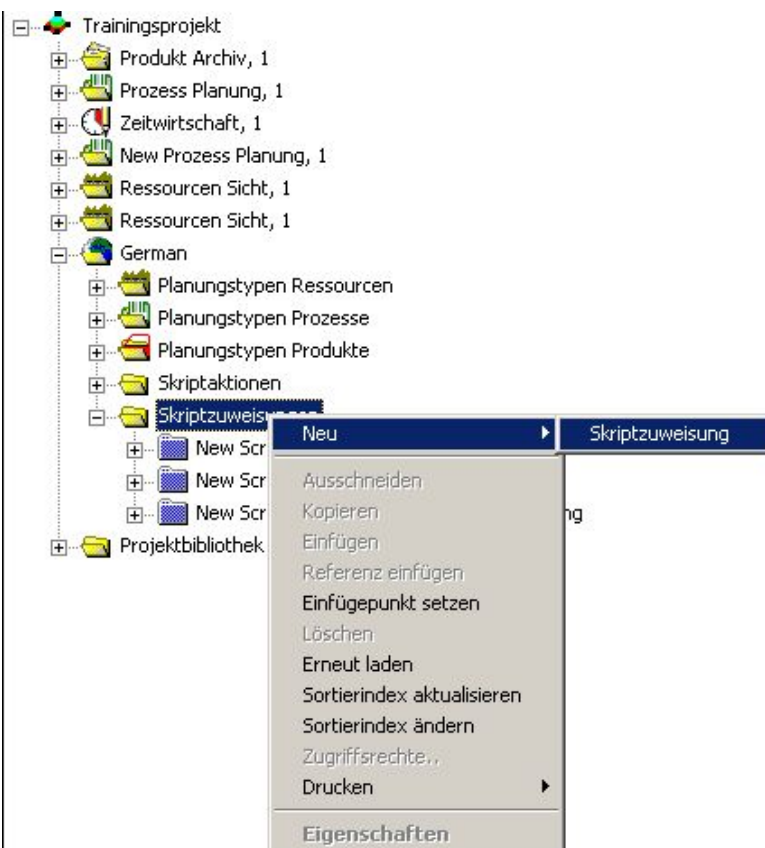 Trainingsprojekt
Produkt Archiv, 1
Prozess Planung, 1
Zeitwirtschaft, 1
New Prozess Planung, 1
Ressourcen Sicht, 1
Ressourcen Sicht, 1
German
Planungstypen Ressourcen
Planungstypen Prozesse
Planungstypen Produkte
Skriptaktionen
Skriptzuweisungen
New Scr
New Scr
New Scr ng
Projektbibliothek
Neu
Skriptzuweisung
Ausschneiden
Kopieren
Einfügen
Referenz einfügen
Einfügepunkt setzen
Löschen
Erneut laden
Sortierindex aktualisieren
Sortierindex ändern
Zugriffsrechte..
Drucken
Eigenschaften